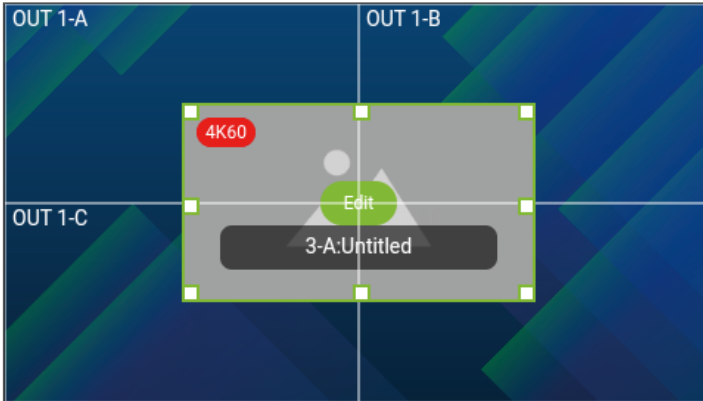 OUT 1-A
OUT 1-B
4K60
Edit
OUT 1-C
3-A:Untitled